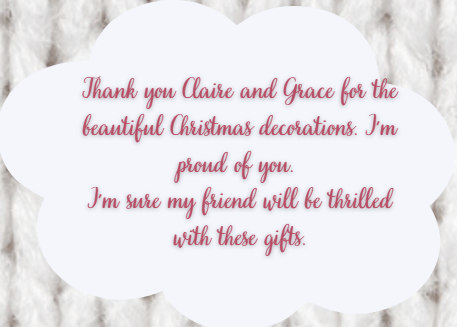 Thank you Claire and Grace for the
beautiful Christmas decorations. I'm
proud of you.
I'm sure my friend will be thrilled
with these gifts.